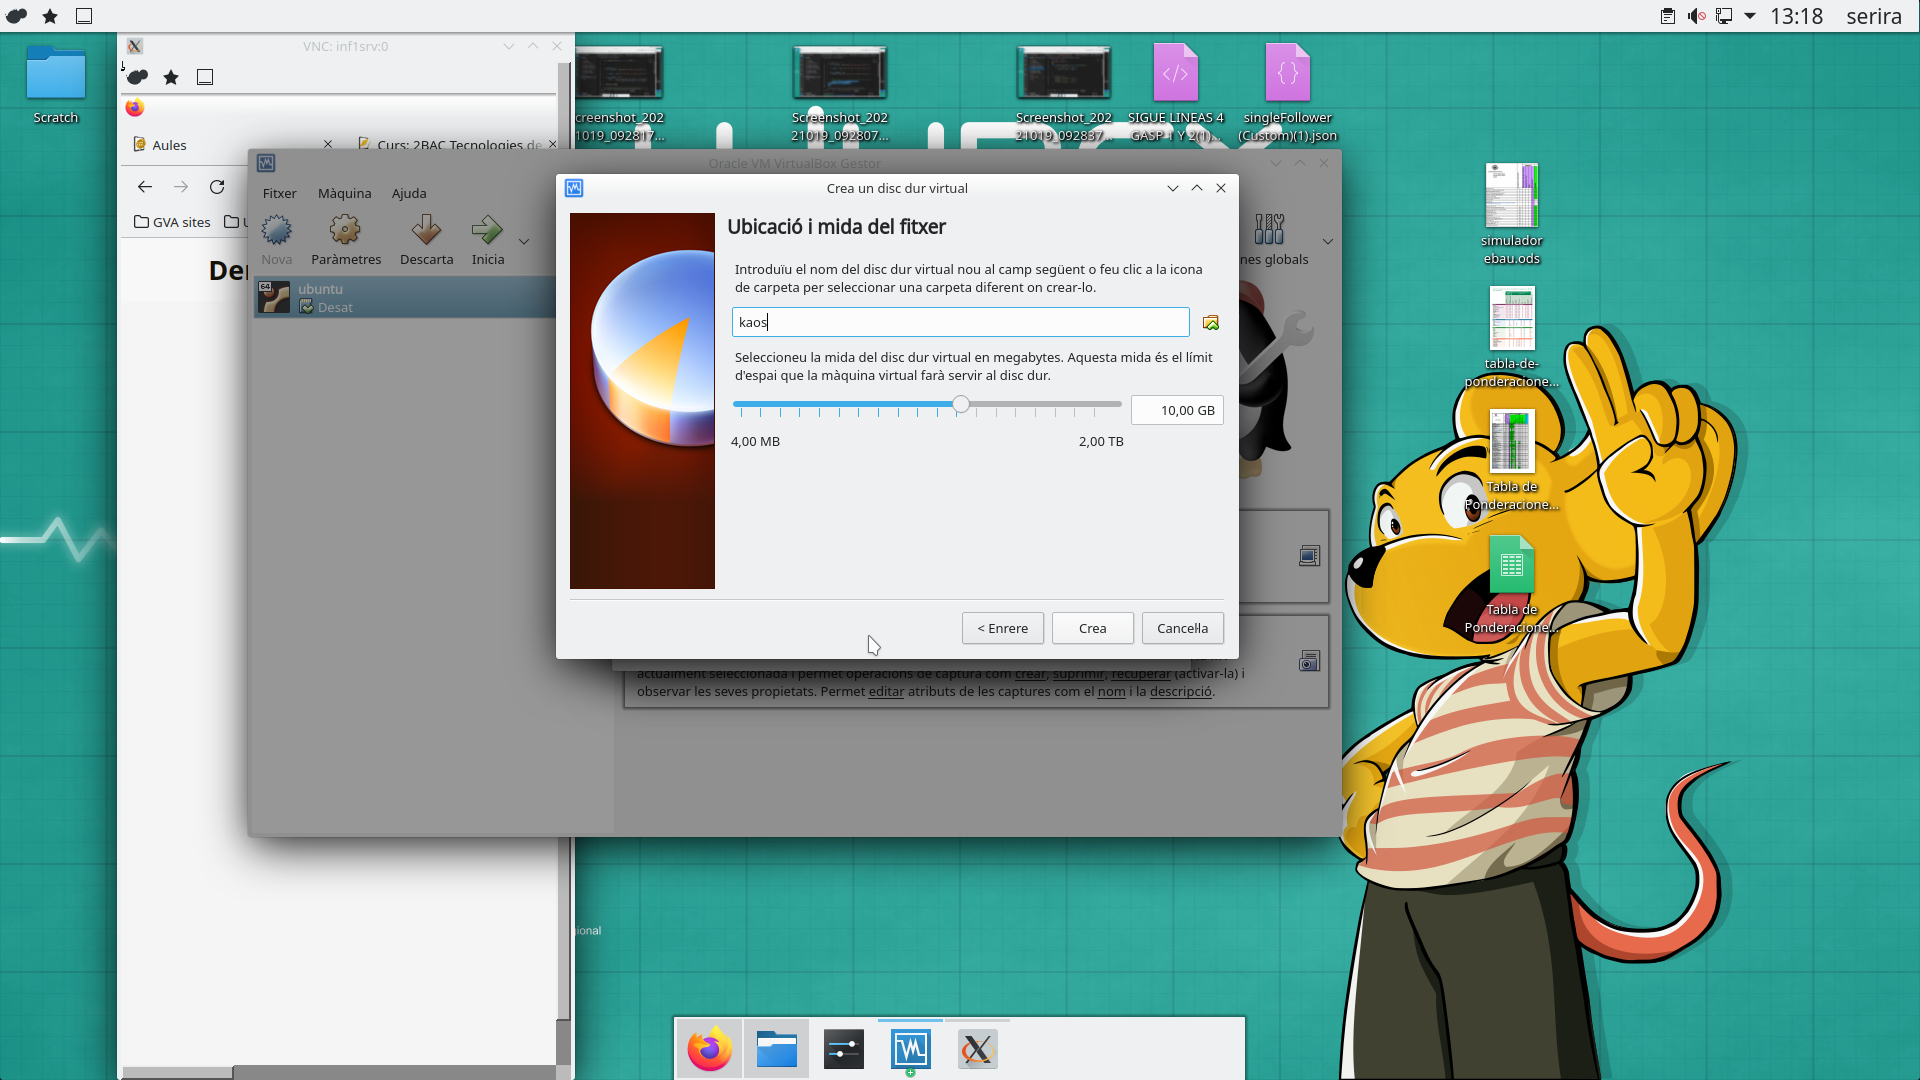 13:18 serira
Scratch
VNC: inf1srv:0
Aules
Curs: 2BAC Tecnologies de
GVA sites
creenshot_202
1019_092817...
Screenshot_202
21019_092807...
Screenshot_202
21019_092837...
SIGUE LINEAS 4
GASP 1 Y 2(1)...
singleFollower
(Custom)(1).json
Oracle VM VirtualBox Gestor
Fitxer Màquina Ajuda
Nova Paràmetres Descarta Inicia
nes globals
ubuntu
Desat
Crea un disc dur virtual
Ubicació i mida del fitxer
Introduïu el nom del disc dur virtual nou al camp següent o feu clic a la icona
de carpeta per seleccionar una carpeta diferent on crear-lo.
kaos
Seleccioneu la mida del disc dur virtual en megabytes. Aquesta mida és el límit
d'espai que la màquina virtual farà servir al disc dur.
10,00 GB
4,00 MB 2,00 TB
< Enrere Crea Cancel·la
actualment seleccionada i permet operacions de captura com crear, suprimir, recuperar (activar-la) i
observar les seves propietats. Permet editar atributs de les captures com el nom i la descripció.
simulador
ebau.ods
tabla-de-
ponderacione...
Tabla de
Ponderacione...
Tabla de
Ponderacione...
ional